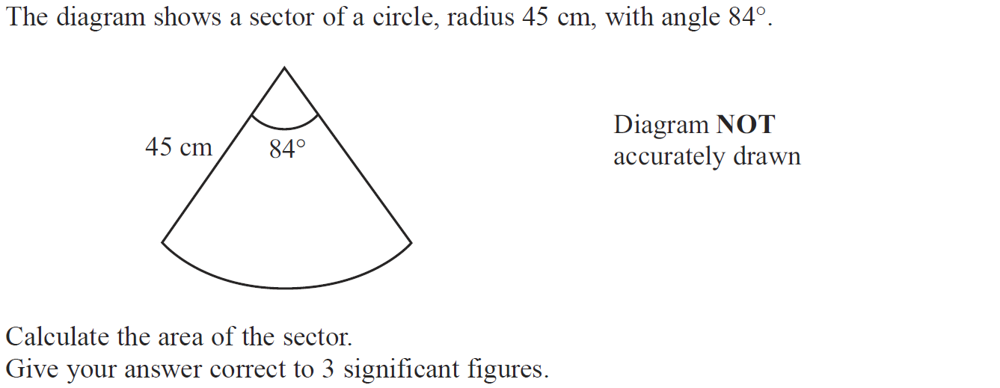 The diagram shows a sector of a circle, radius 45 cm, with angle 84°.
45 cm
84°
Diagram NOT
accurately drawn
Calculate the area of the sector.
Give your answer correct to 3 significant figures.